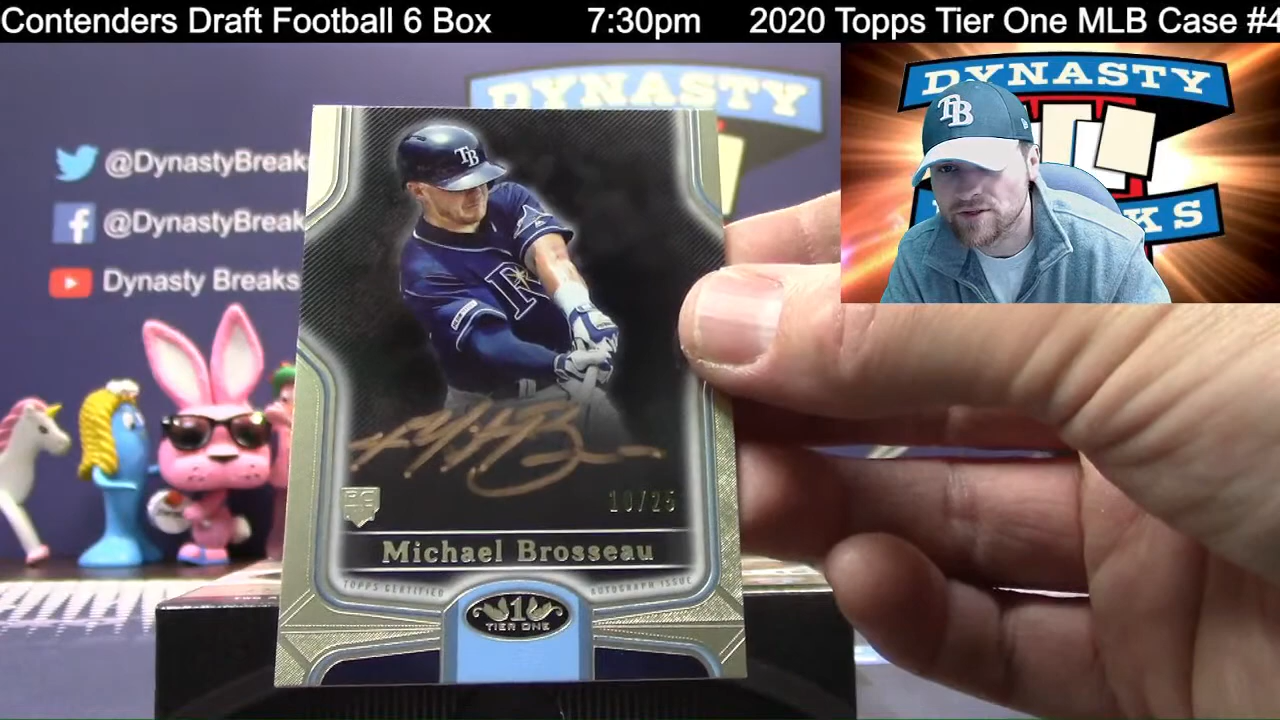 Contenders Draft Football 6 Box 7:30pm 2020 Topps Tier One MLB Case #4
DYNASTY
DYNASTY
KS
TB
@DynastyBreaks
@DynastyBreak
Dynasty Breaks
TB
R
RC
10/25
Michael Brosseau
TOPPS CERTIFIED AUTOGRAPH ISSUE
1
TIER ONE